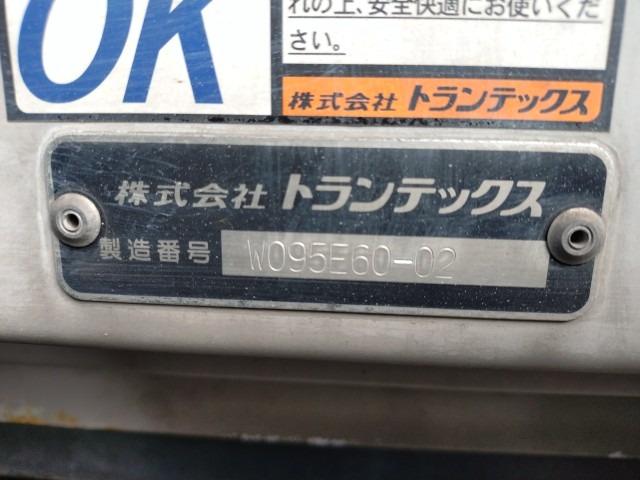 OK
れの上、安全快適にお使いくだ
さい。
株式会社 トランテックス
株式会社 トランテックス
製造番号 W095E60-02